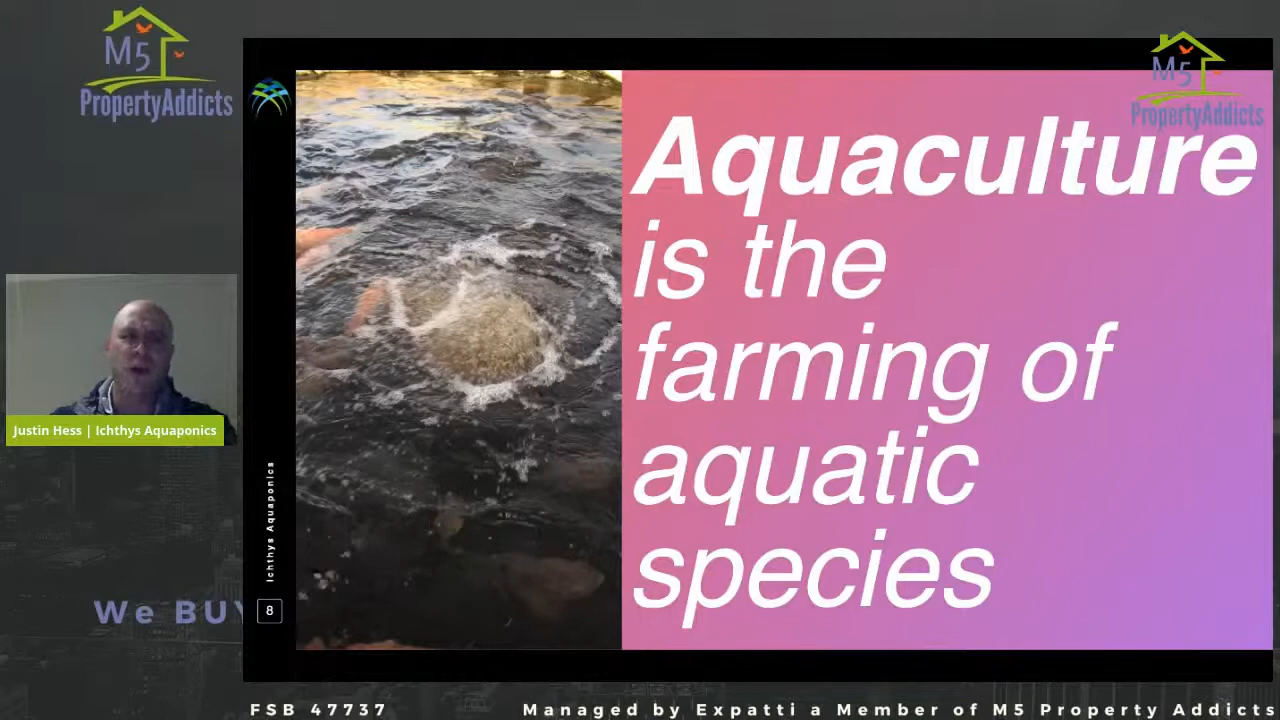 M5
PropertyAddicts
M5
PropertyAddicts
Aquaculture
is the
farming of
aquatic
species
Justin Hess | Ichthys Aquaponics
Ichthys Aquaponics
8
We BUY
FSB 47737
Managed by Expatti a Member of M5 Property Addicts